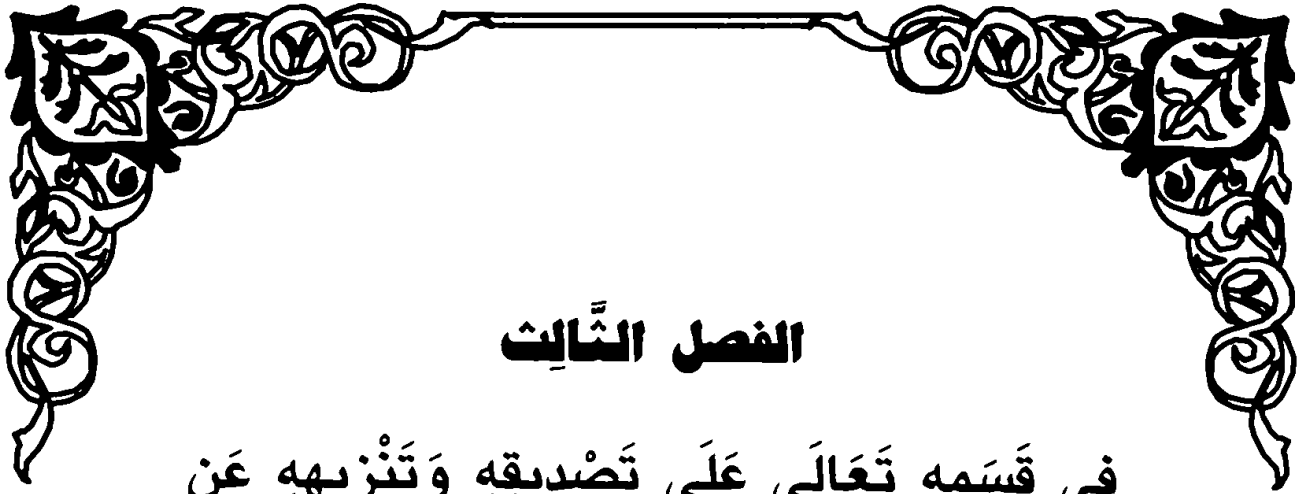 الفصل الثَّالِث
فِي قَسَمِهِ تَعَالَى عَلَى تَصْدِيقِهِ وَتَنْزِيهِهِ عَن